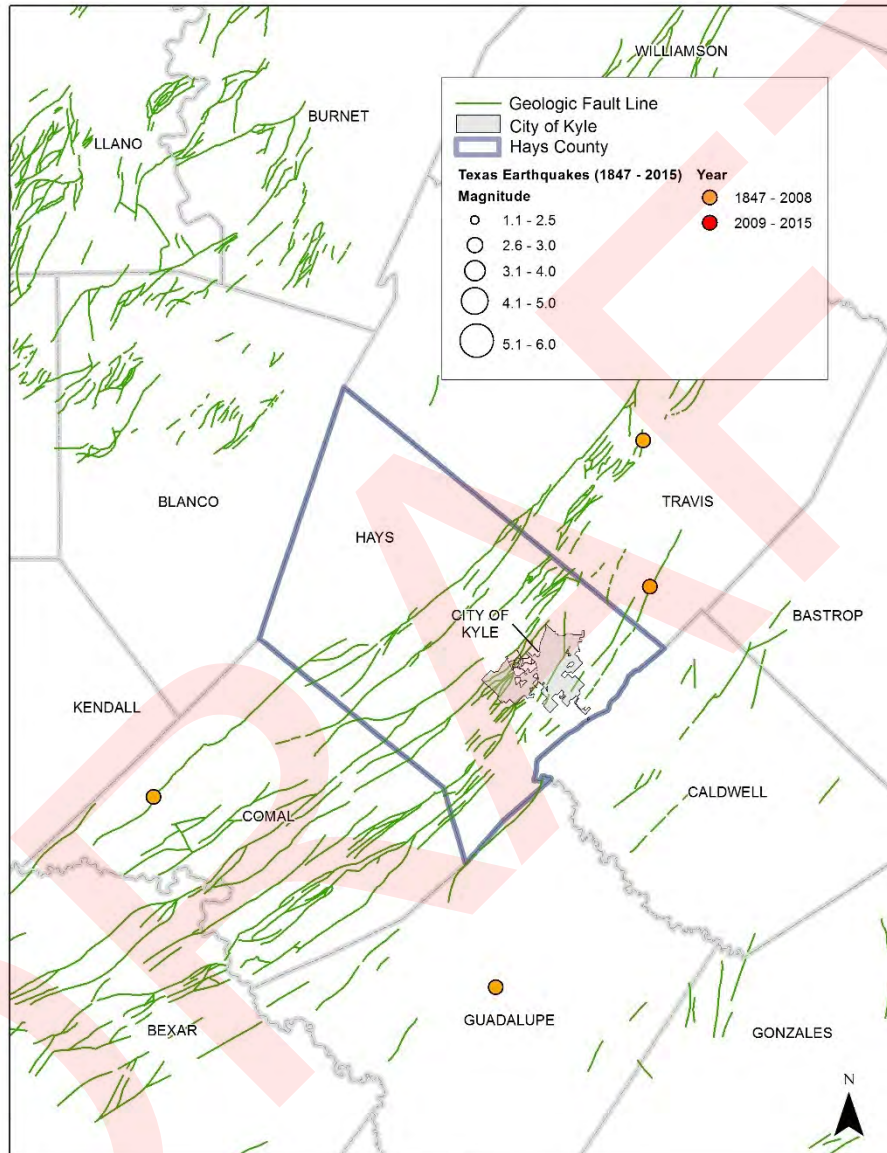 WILLIAMSON
BURNET
LLANO
Geologic Fault Line
City of Kyle
Hays County
Texas Earthquakes (1847 - 2015) Year
Magnitude
1847 - 2008
1.1 - 2.5
2009 - 2015
2.6 - 3.0
3.1 - 4.0
4.1 - 5.0
5.1 - 6.0
TRAVIS
BLANCO
HAYS
CITY OF
KYLE
BASTROP
KENDALL
CALDWELL
COMAL
GUADALUPE
BEXAR
GONZALES
N
DRAFT